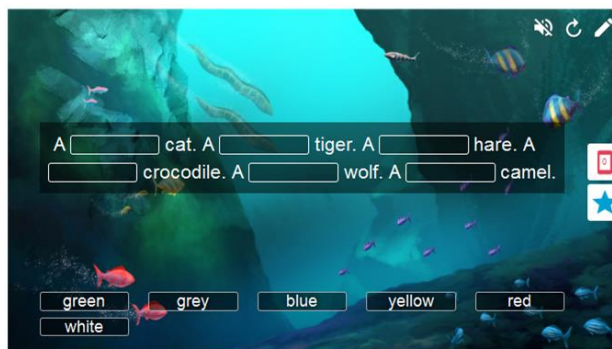 A cat. A tiger. A hare. A
crocodile. A wolf. A camel.
green grey blue yellow red
white